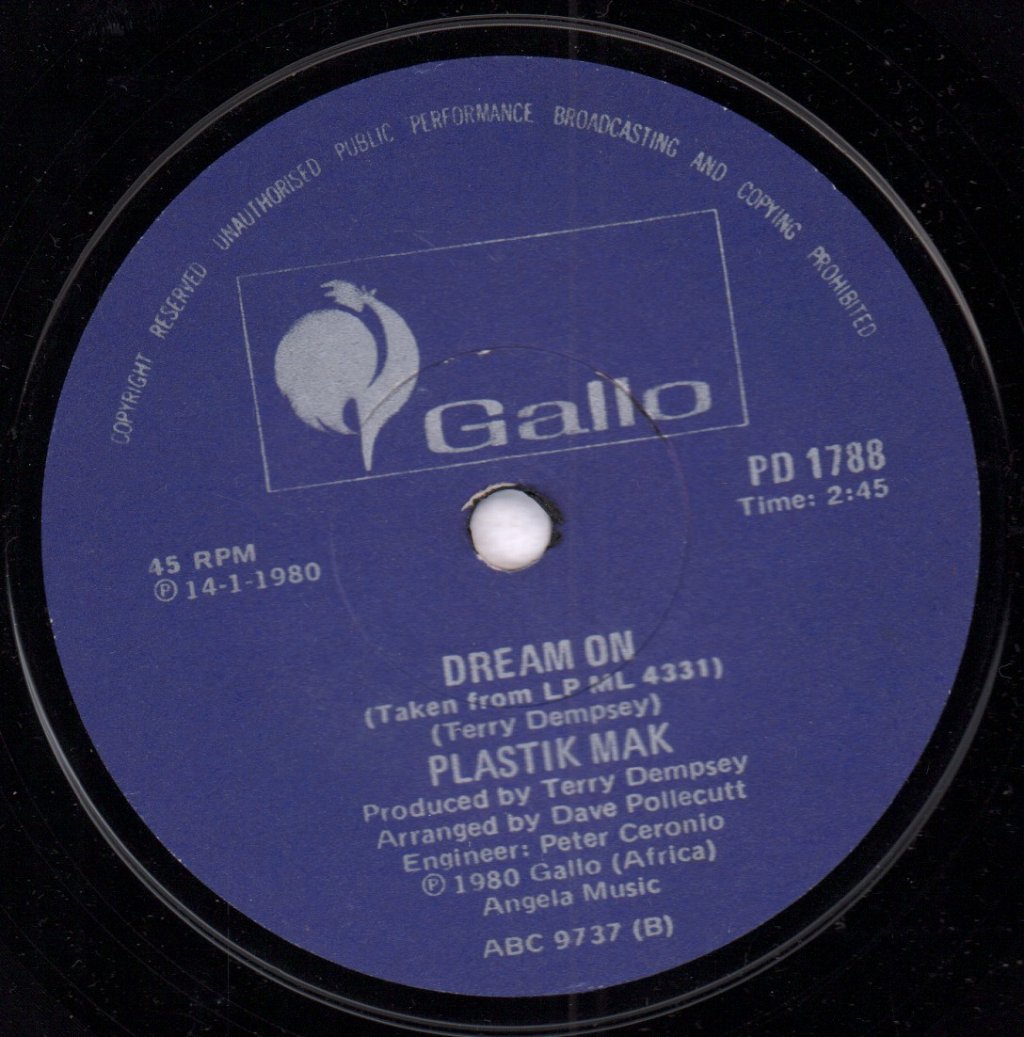 COPYRIGHT RESERVED UNAUTHORISED PUBLIC PERFORMANCE BROADCASTING AND COPYING PROHIBITED
Gallo
PD 1788
Time: 2:45
45 RPM
Ⓟ 14-1-1980
DREAM ON
(Taken from LP ML 4331)
(Terry Dempsey)
PLASTIK MAK
Produced by Terry Dempsey
Arranged by Dave Pollecutt
Engineer: Peter Ceronio
Ⓟ 1980 Gallo (Africa)
Angela Music
ABC 9737 (B)